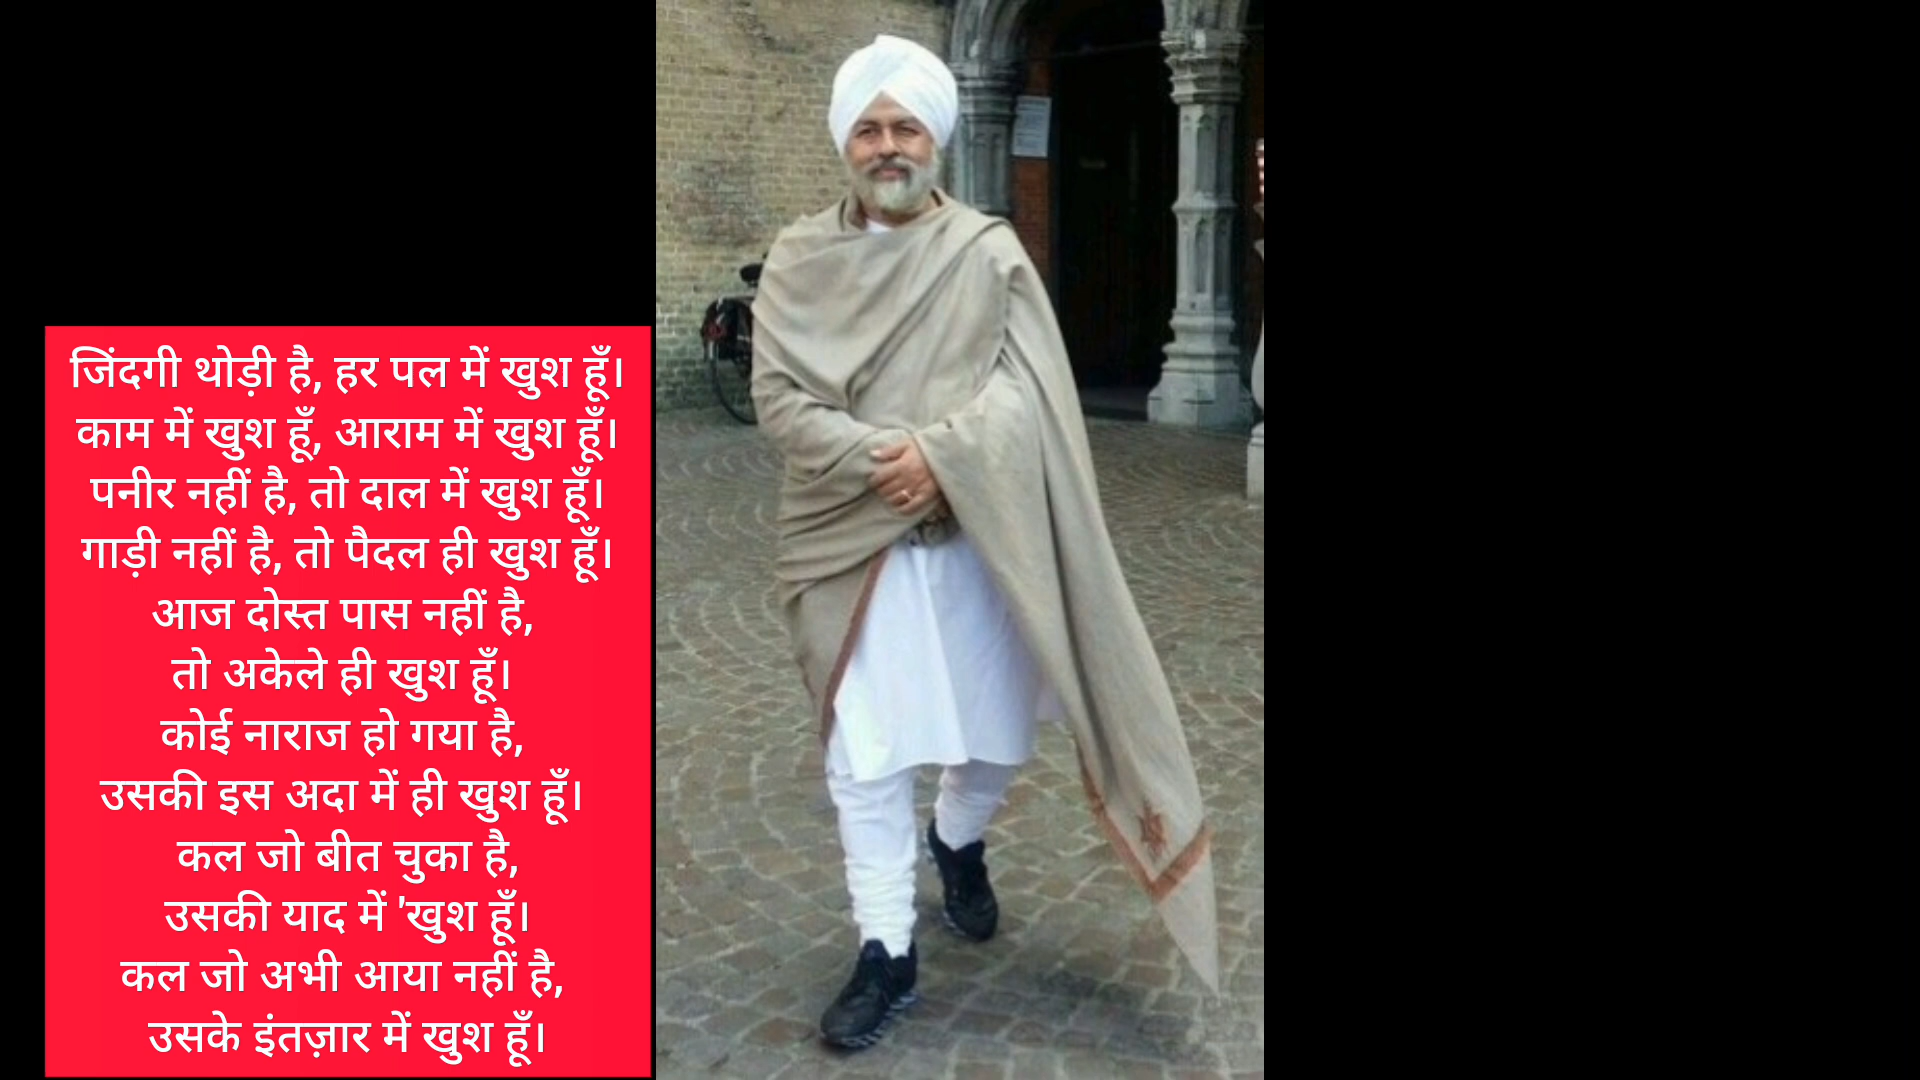 जिंदगी थोड़ी है, हर पल में खुश हूँ।
काम में खुश हूँ, आराम में खुश हूँ।
पनीर नहीं है, तो दाल में खुश हूँ।
गाड़ी नहीं है, तो पैदल ही खुश हूँ।
आज दोस्त पास नहीं है,
तो अकेले ही खुश हूँ।
कोई नाराज हो गया है,
उसकी इस अदा में ही खुश हूँ।
कल जो बीत चुका है,
उसकी याद में 'खुश हूँ।
कल जो अभी आया नहीं है,
उसके इंतज़ार में खुश हूँ।